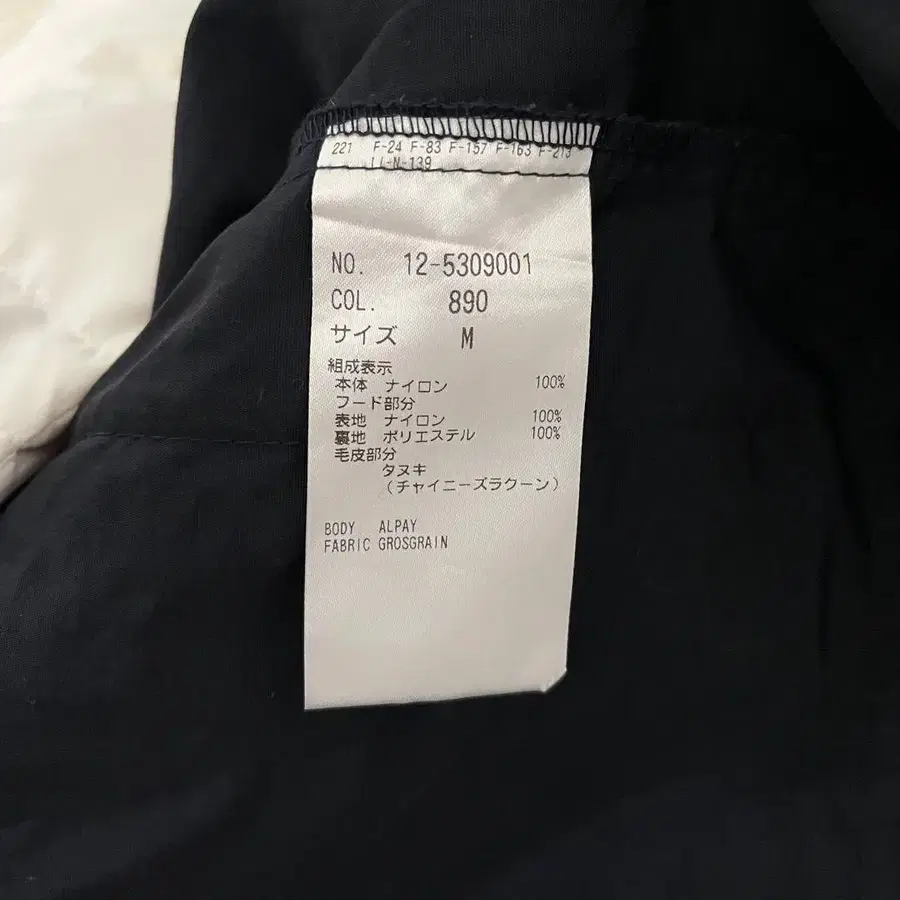 221 F-24 F-83 F-157 F-163 F-213
LL-N-139
NO. 12-5309001
COL. 890
サイズ M
組成表示
本体 ナイロン 100%
フード部分
表地 ナイロン 100%
裏地 ポリエステル 100%
毛皮部分
タヌキ
(チャイニーズラクーン)
BODY ALPAY
FABRIC GROSGRAIN